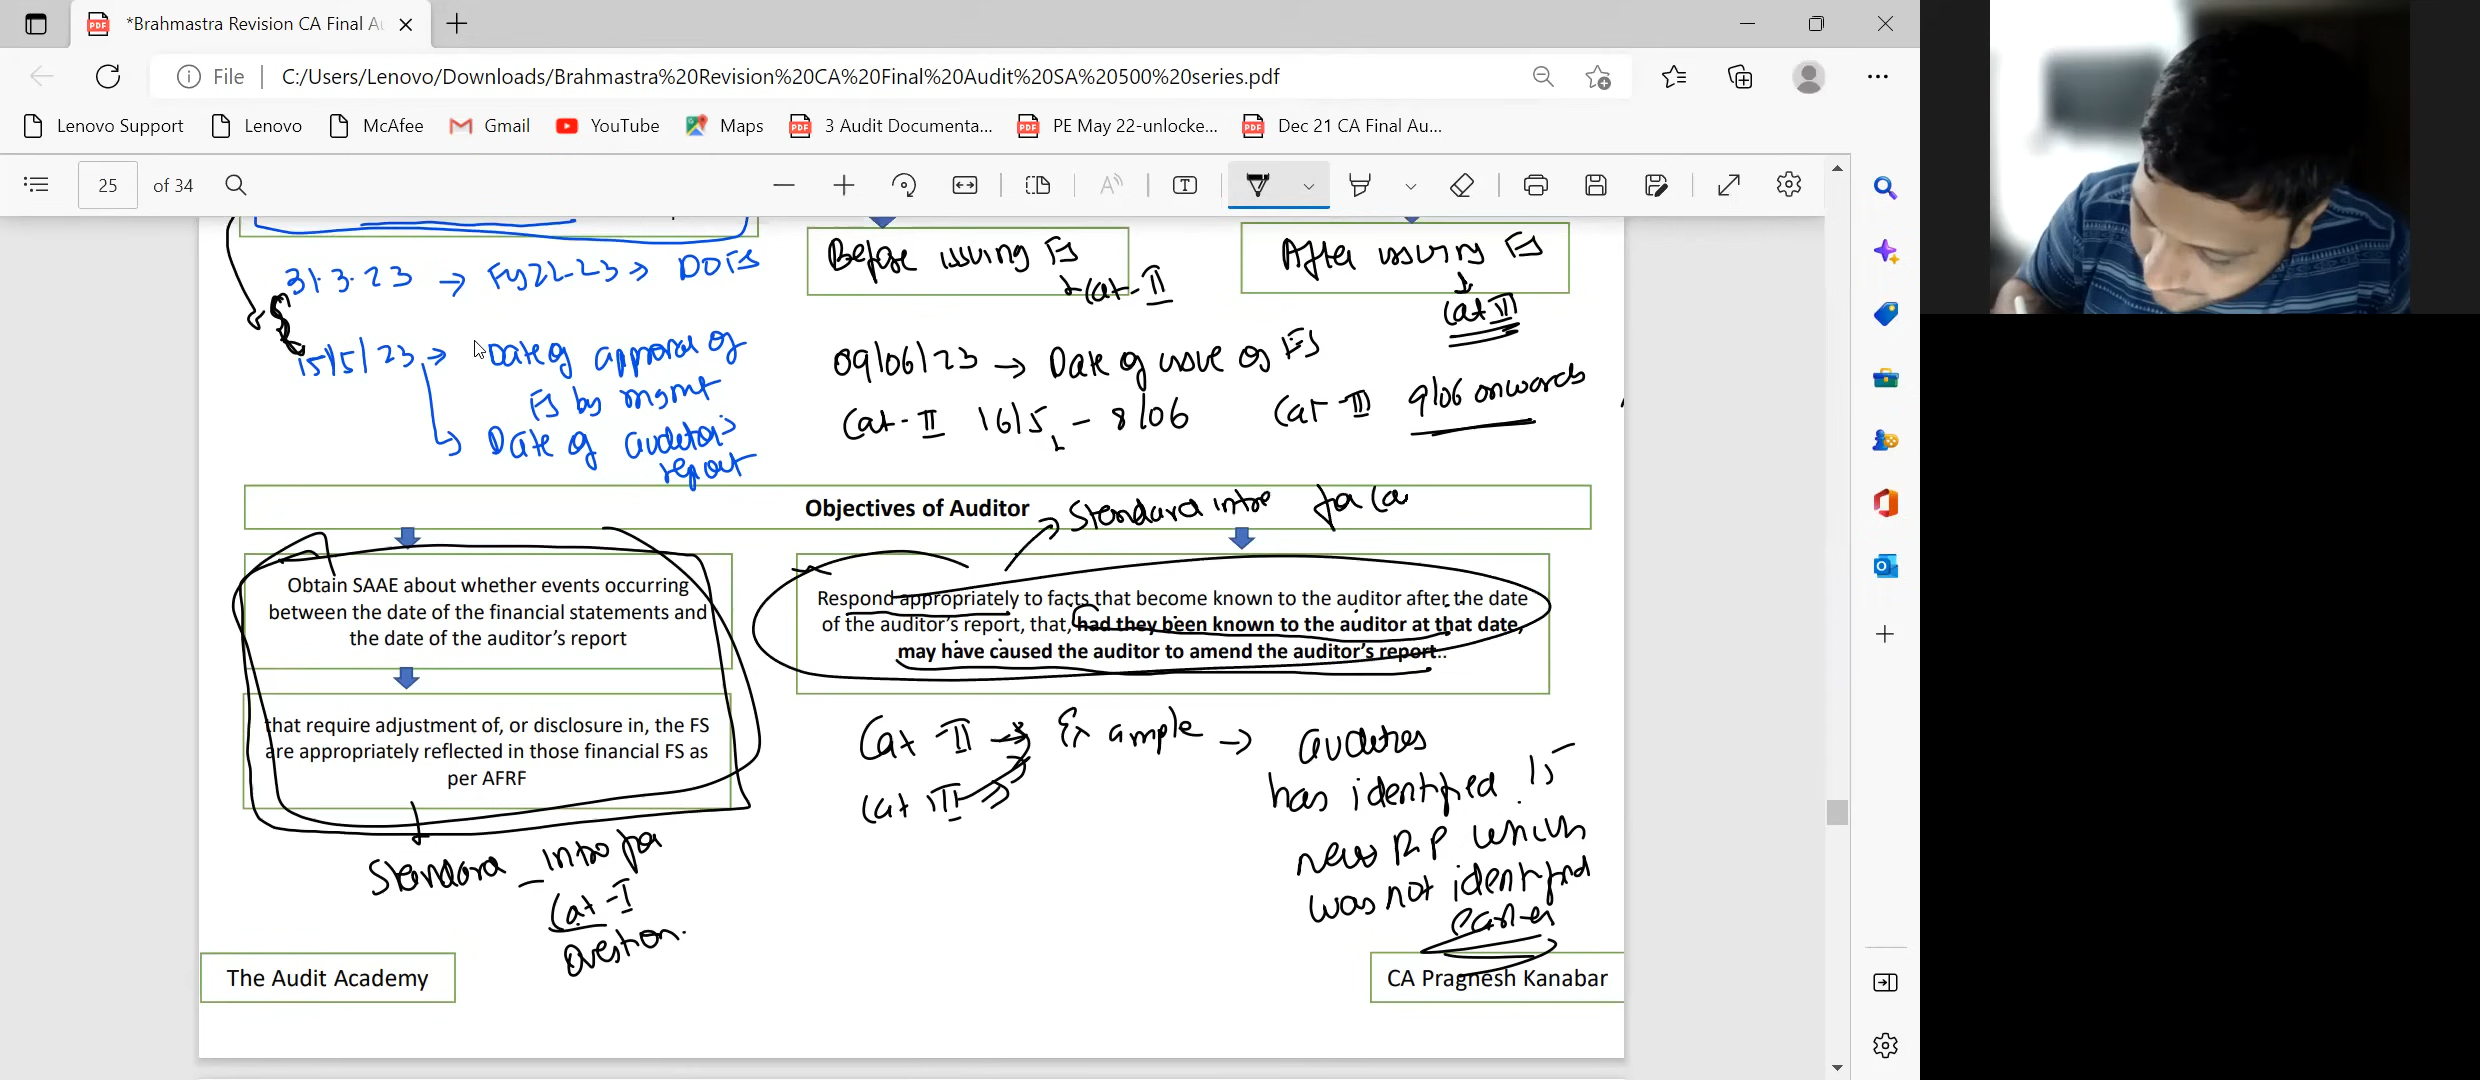 *Brahmastra Revision CA Final Au
File
C:/Users/Lenovo/Downloads/Brahmastra%20Revision%20CA%20Final%20Audit%20SA%20500%20series.pdf
Lenovo Support
Lenovo
McAfee
Gmail
YouTube
Maps
3 Audit Documenta...
PE May 22-unlocke...
Dec 21 CA Final Au...
25
of 34
Before issuing FS
Cat-II
After issuing FS
Cat III
31.3.23 → FY22-23 → DOFS
15/5/23 → Date of approval of
FS by mgmt
Date of auditor's
report
09/06/23 → Date of issue of FS
Cat-II 16/5 - 8/06
Cat-III 9/06 onwards
Objectives of Auditor
Standard intro for Ca
Obtain SAAE about whether events occurring
between the date of the financial statements and
the date of the auditor's report
that require adjustment of, or disclosure in, the FS
are appropriately reflected in those financial FS as
per AFRF
Standard intro for
Cat-I
Question.
Respond appropriately to facts that become known to the auditor after the date
of the auditor's report, that, had they been known to the auditor at that date,
may have caused the auditor to amend the auditor's report..
Cat-II → Example →
Cat III
has identified 15
new RP which
was not identified
earlier
The Audit Academy
CA Pragnesh Kanabar